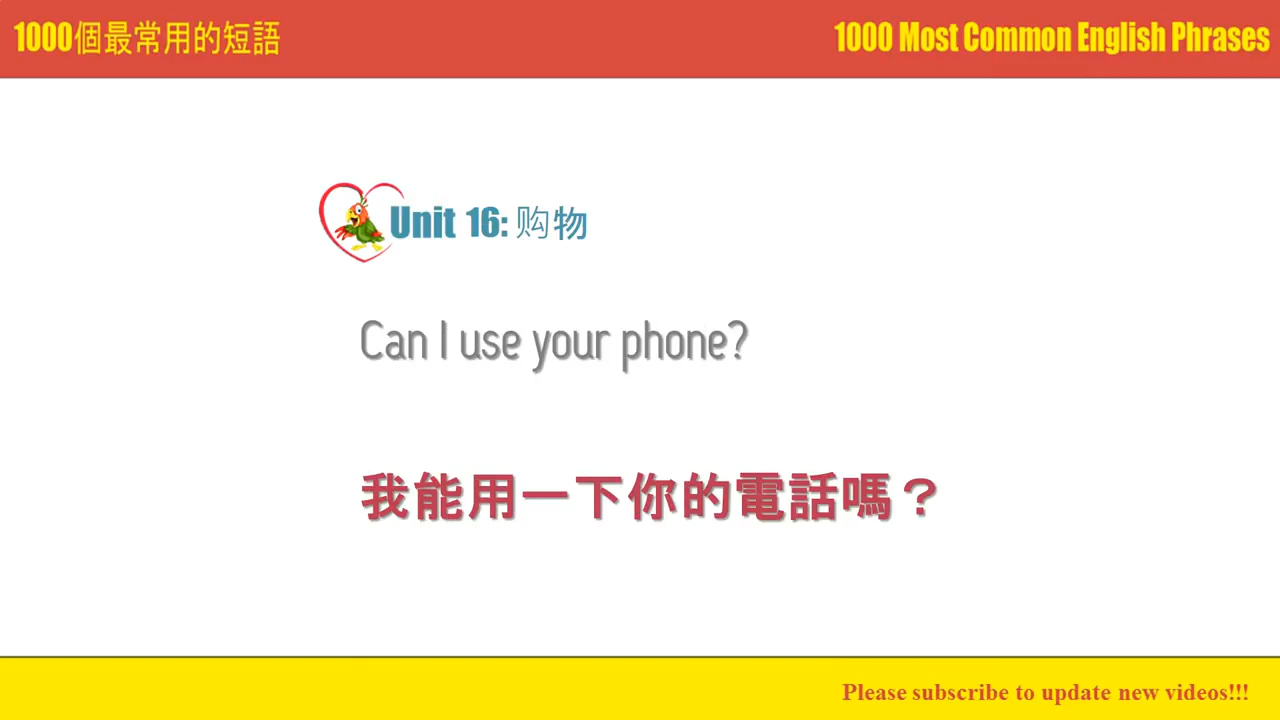 1000個最常用的短語
1000 Most Common English Phrases
Unit 16: 购物
Can I use your phone?
我能用一下你的電話嗎？
Please subscribe to update new videos!!!